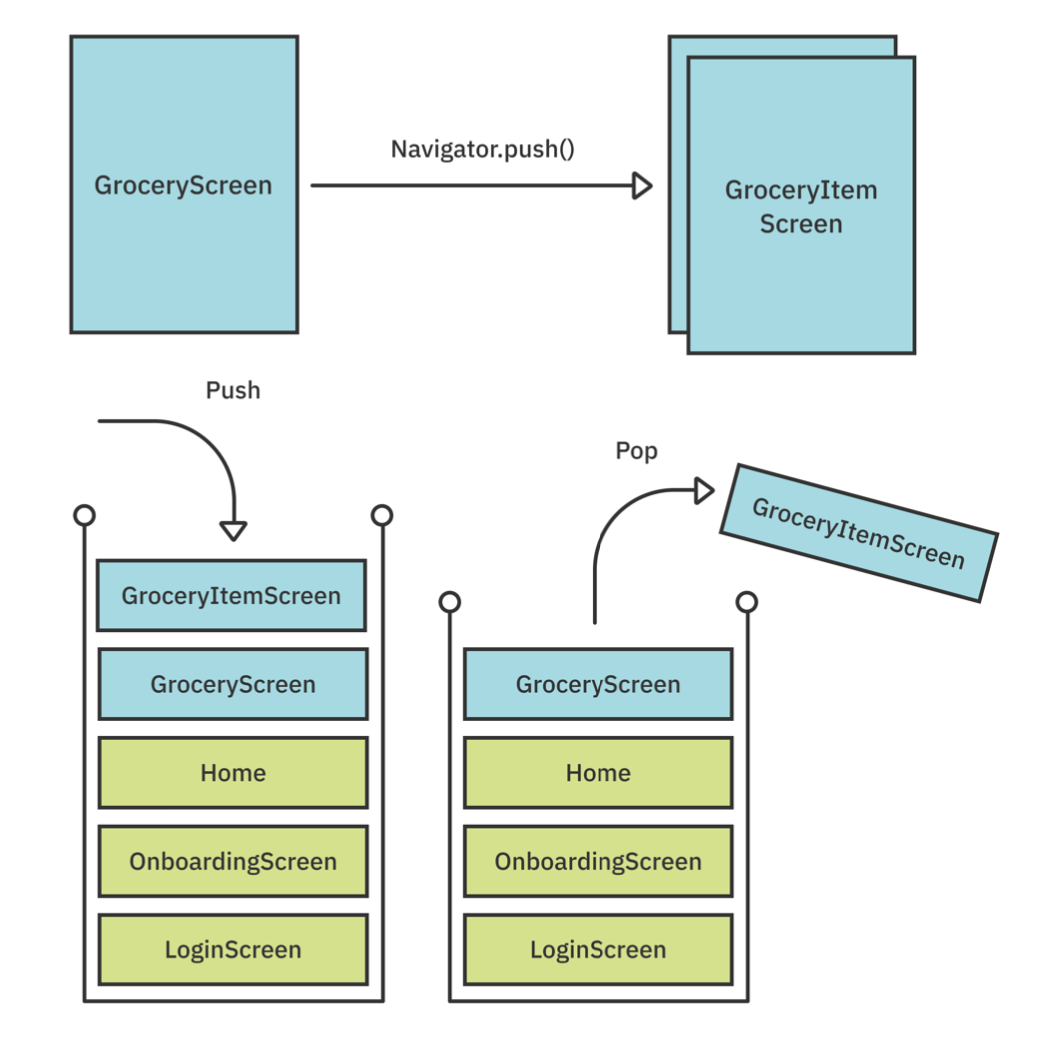 GroceryScreen
Navigator.push()
GroceryItem
Screen
Push
Pop
GroceryItemScreen
GroceryItemScreen
GroceryScreen
Home
OnboardingScreen
LoginScreen
GroceryScreen
Home
OnboardingScreen
LoginScreen